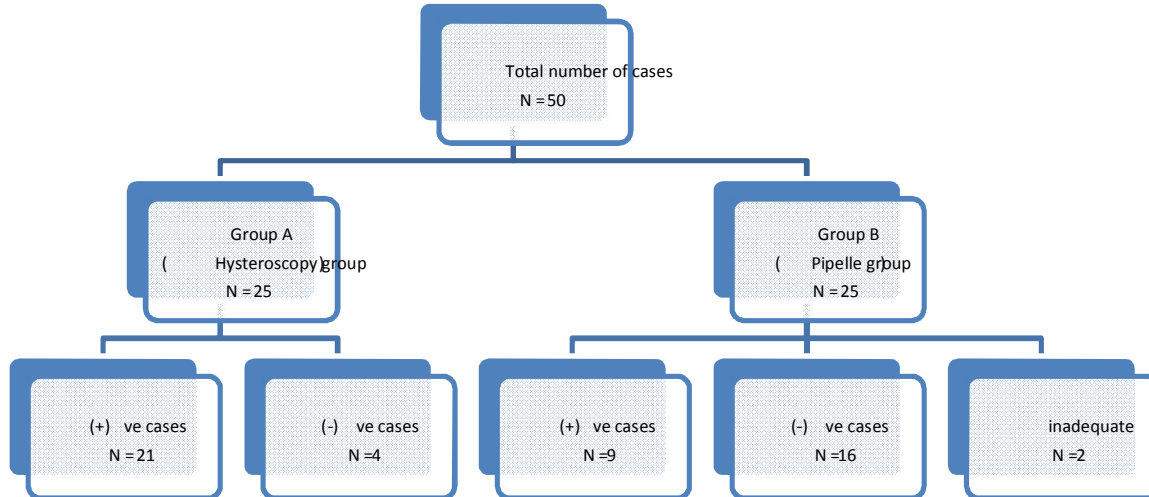 Total number of cases
N = 50
Group A
( Hysteroscopy)group
N = 25
Group B
( Pipelle group)
N = 25
(+) ve cases
N = 21
(-) ve cases
N =4
(+) ve cases
N =9
(-) ve cases
N =16
inadequate
N =2